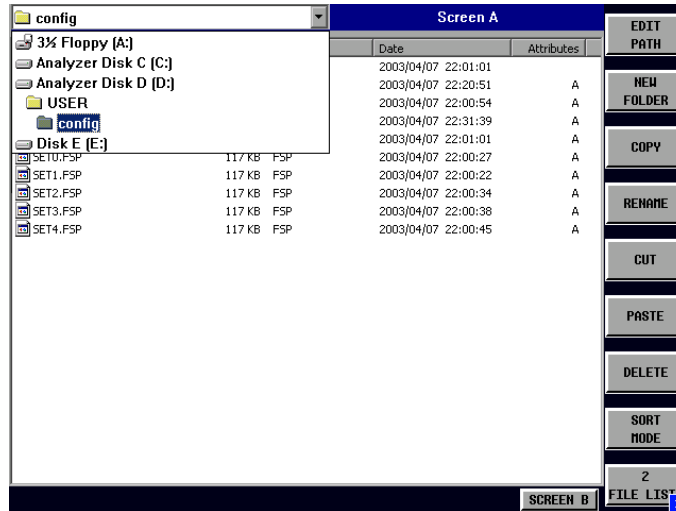 config
Screen A
3½ Floppy (A:)
Analyzer Disk C (C:)
Analyzer Disk D (D:)
USER
config
Disk E (E:)
Date Attributes
2003/04/07 22:01:01
2003/04/07 22:20:51 A
2003/04/07 22:00:54 A
2003/04/07 22:31:39 A
2003/04/07 22:01:01 A
SET0.FSP 117 KB FSP 2003/04/07 22:00:27 A
SET1.FSP 117 KB FSP 2003/04/07 22:00:22 A
SET2.FSP 117 KB FSP 2003/04/07 22:00:34 A
SET3.FSP 117 KB FSP 2003/04/07 22:00:38 A
SET4.FSP 117 KB FSP 2003/04/07 22:00:45 A
SCREEN B
EDIT
PATH
NEW
FOLDER
COPY
RENAME
CUT
PASTE
DELETE
SORT
MODE
2
FILE LIST